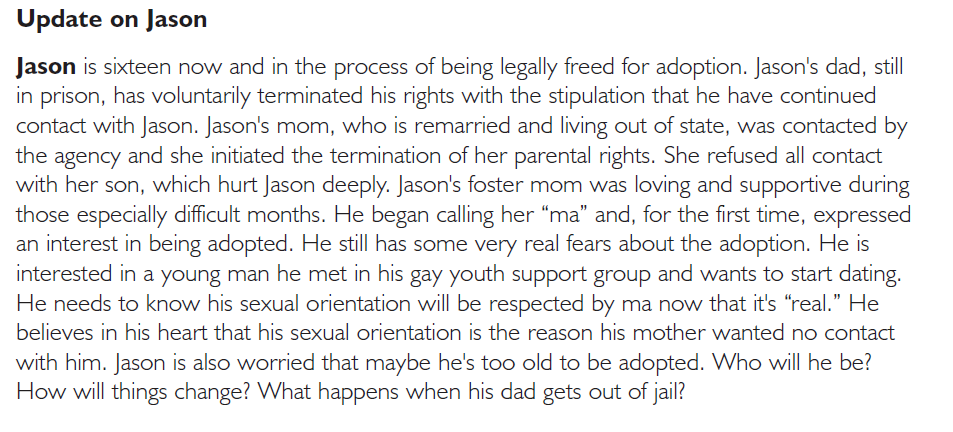 Update on Jason
Jason is sixteen now and in the process of being legally freed for adoption. Jason's dad, still
in prison, has voluntarily terminated his rights with the stipulation that he have continued
contact with Jason. Jason's mom, who is remarried and living out of state, was contacted by
the agency and she initiated the termination of her parental rights. She refused all contact
with her son, which hurt Jason deeply. Jason's foster mom was loving and supportive during
those especially difficult months. He began calling her “ma” and, for the first time, expressed
an interest in being adopted. He still has some very real fears about the adoption. He is
interested in a young man he met in his gay youth support group and wants to start dating.
He needs to know his sexual orientation will be respected by ma now that it's “real.” He
believes in his heart that his sexual orientation is the reason his mother wanted no contact
with him. Jason is also worried that maybe he's too old to be adopted. Who will he be?
How will things change? What happens when his dad gets out of jail?